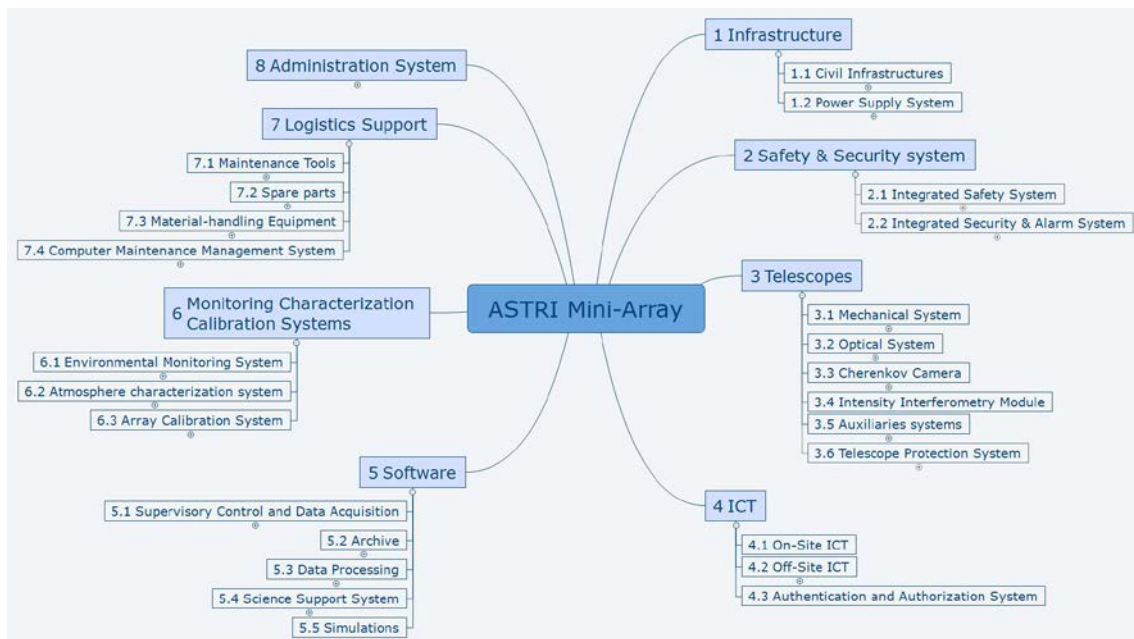 ASTRI Mini-Array
1 Infrastructure
1.1 Civil Infrastructures
1.2 Power Supply System
2 Safety & Security system
2.1 Integrated Safety System
2.2 Integrated Security & Alarm System
3 Telescopes
3.1 Mechanical System
3.2 Optical System
3.3 Cherenkov Camera
3.4 Intensity Interferometry Module
3.5 Auxiliaries systems
3.6 Telescope Protection System
4 ICT
4.1 On-Site ICT
4.2 Off-Site ICT
4.3 Authentication and Authorization System
5 Software
5.1 Supervisory Control and Data Acquisition
5.2 Archive
5.3 Data Processing
5.4 Science Support System
5.5 Simulations
6 Monitoring Characterization
Calibration Systems
6.1 Environmental Monitoring System
6.2 Atmosphere characterization system
6.3 Array Calibration System
7 Logistics Support
7.1 Maintenance Tools
7.2 Spare parts
7.3 Material-handling Equipment
7.4 Computer Maintenance Management System
8 Administration System